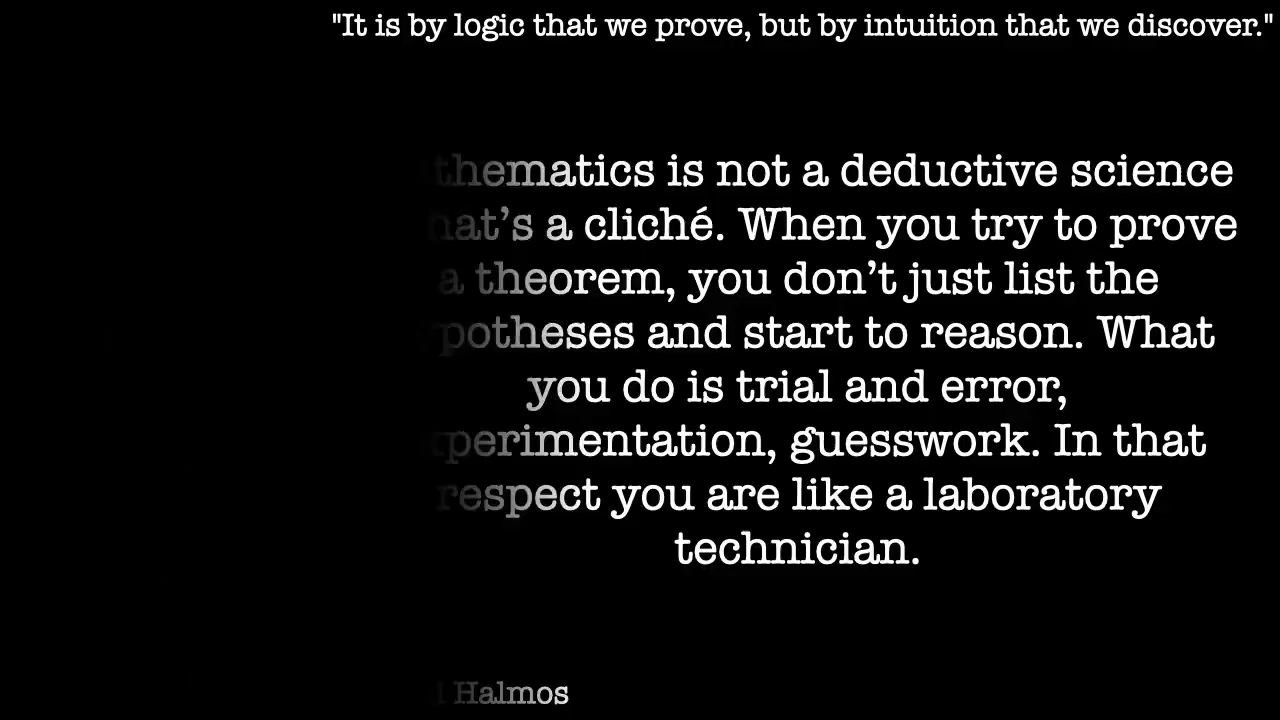 "It is by logic that we prove, but by intuition that we discover."
thematics is not a deductive science
hat’s a cliché. When you try to prove
a theorem, you don’t just list the
ypotheses and start to reason. What
you do is trial and error,
xperimentation, guesswork. In that
respect you are like a laboratory
technician.
Halmos